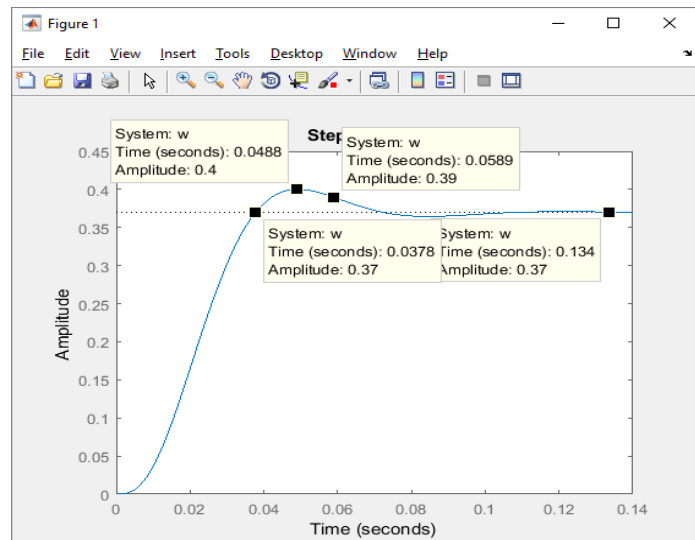 Figure 1
File Edit View Insert Tools Desktop Window Help
System: w
Time (seconds): 0.0488
Amplitude: 0.4
Step
System: w
Time (seconds): 0.0589
Amplitude: 0.39
System: w
Time (seconds): 0.0378
Amplitude: 0.37
System: w
Time (seconds): 0.134
Amplitude: 0.37
0.45
0.4
0.35
0.3
0.25
0.2
0.15
0.1
0.05
0
Amplitude
0 0.02 0.04 0.06 0.08 0.1 0.12 0.14
Time (seconds)